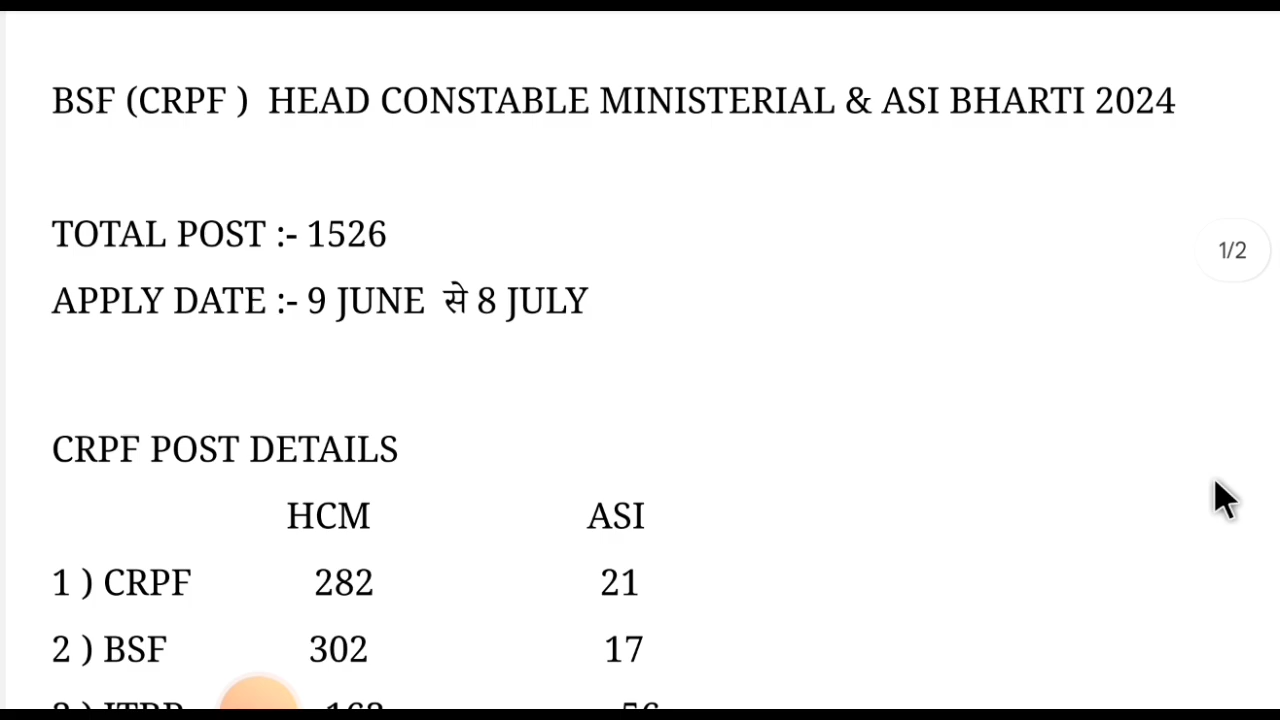 BSF (CRPF ) HEAD CONSTABLE MINISTERIAL & ASI BHARTI 2024
TOTAL POST :- 1526
1/2
APPLY DATE :- 9 JUNE से 8 JULY
CRPF POST DETAILS
HCM ASI
1 ) CRPF 282 21
2 ) BSF 302 17